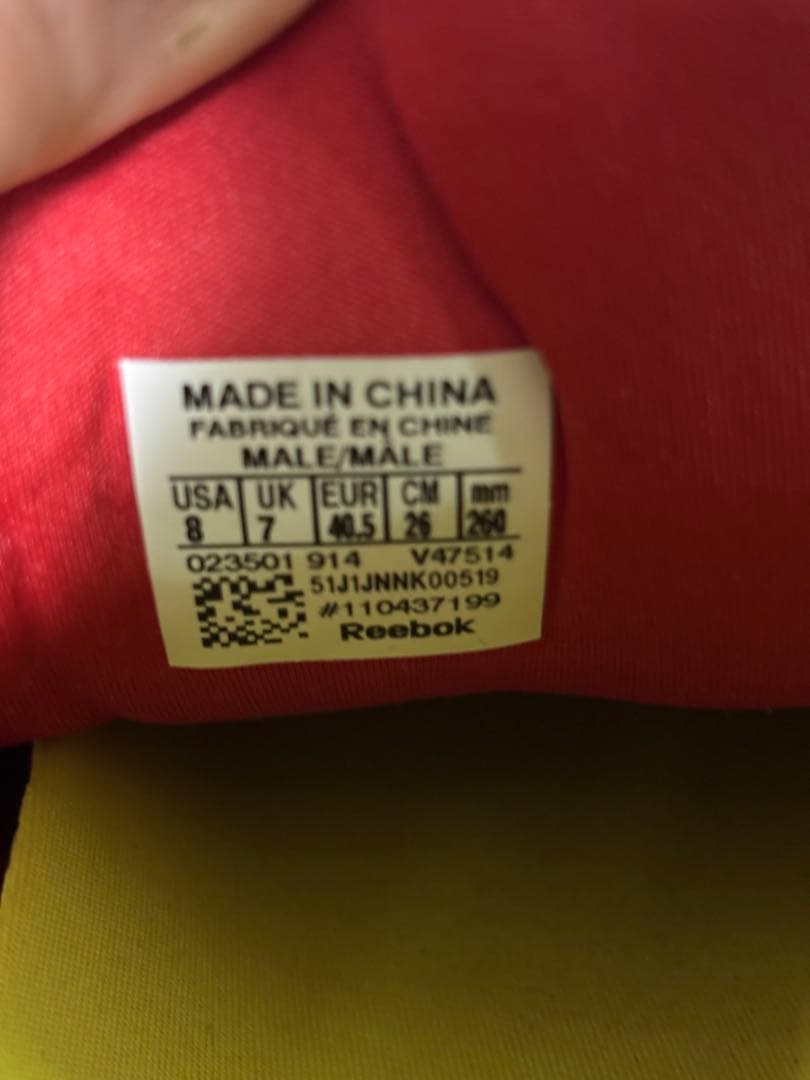 MADE IN CHINA
FABRIQUÉ EN CHINE
MALE/MÂLE
USA UK EUR CM mm
8 7 40.5 26 260
023501 914 V47514
51J1JNNK00519
#110437199
Reebok